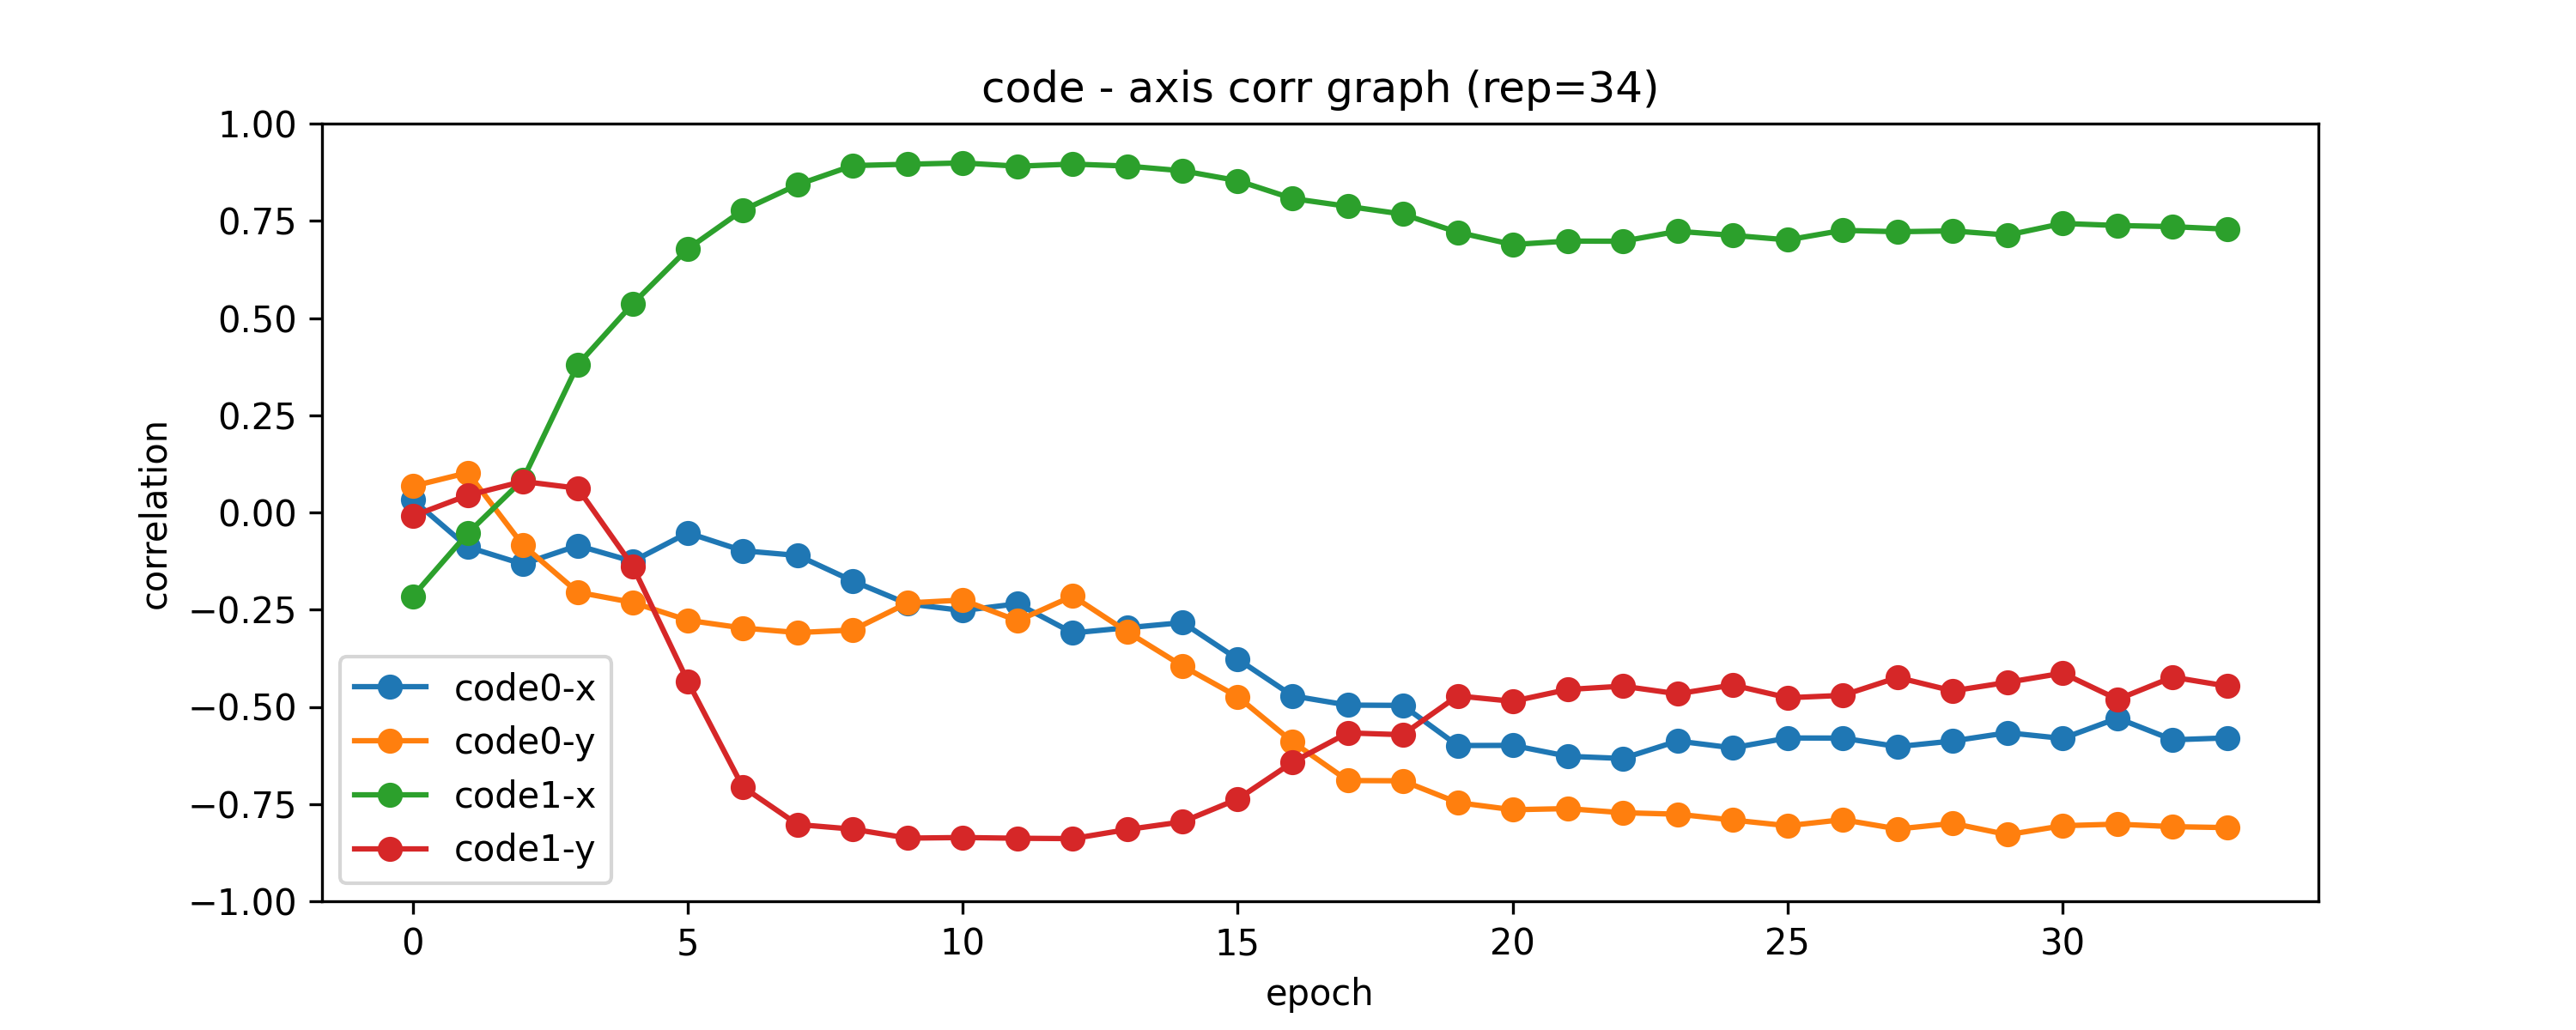 code - axis corr graph (rep=34)
1.00
0.75
0.50
0.25
0.00
−0.25
−0.50
−0.75
−1.00
correlation
code0-x
code0-y
code1-x
code1-y
0 5 10 15 20 25 30
epoch